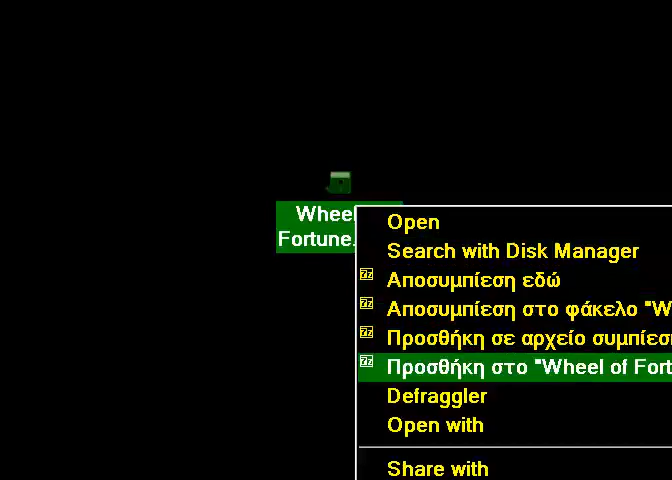 Wheel
Fortune.
Open
Search with Disk Manager
Αποσυμπίεση εδώ
Αποσυμπίεση στο φάκελο "W
Προσθήκη σε αρχείο συμπίεσ
Προσθήκη στο "Wheel of Fort
Defraggler
Open with
Share with